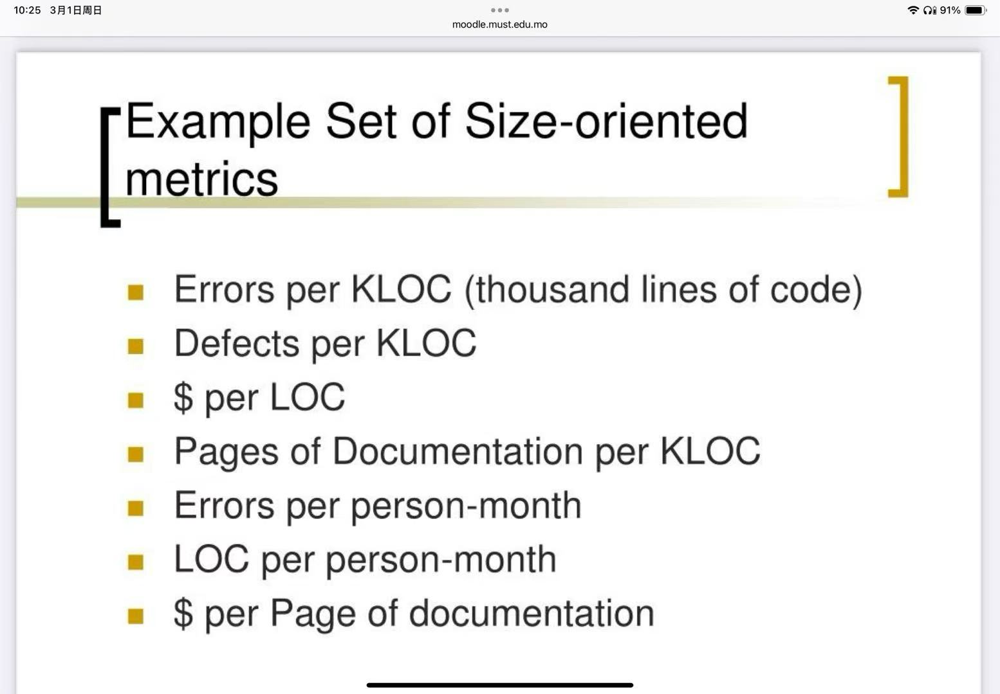 10:25 3月1日周日
91%
moodle.must.edu.mo
Example Set of Size-oriented
metrics
Errors per KLOC (thousand lines of code)
Defects per KLOC
$ per LOC
Pages of Documentation per KLOC
Errors per person-month
LOC per person-month
$ per Page of documentation